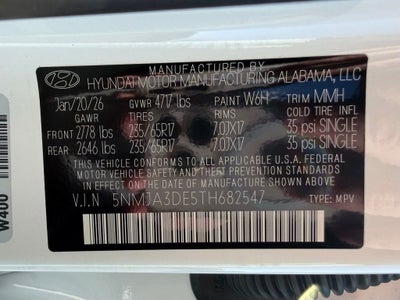 MANUFACTURED BY
HYUNDAI MOTOR MANUFACTURING ALABAMA, LLC
Jan/20/26 GVWR 4717 lbs PAINT W6H TRIM MMH
GAWR TIRES RIMS COLD TIRE INFL
FRONT 2778 lbs 235/65R17 7.0JX17 35 psi SINGLE
REAR 2646 lbs 235/65R17 7.0JX17 35 psi SINGLE
THIS VEHICLE CONFORMS TO ALL APPLICABLE U.S.A. FEDERAL MOTOR
VEHICLE SAFETY AND THEFT PREVENTION STANDARDS IN EFFECT ON
THE DATE OF MANUFACTURE SHOWN ABOVE.
V.I.N 5NMJA3DE5TH682547 TYPE: MPV
W400